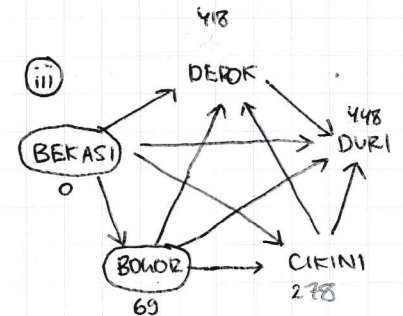 418
iii
DEPOK
448
BEKASI
DURI
0
BOGOR
CIKINI
278
69